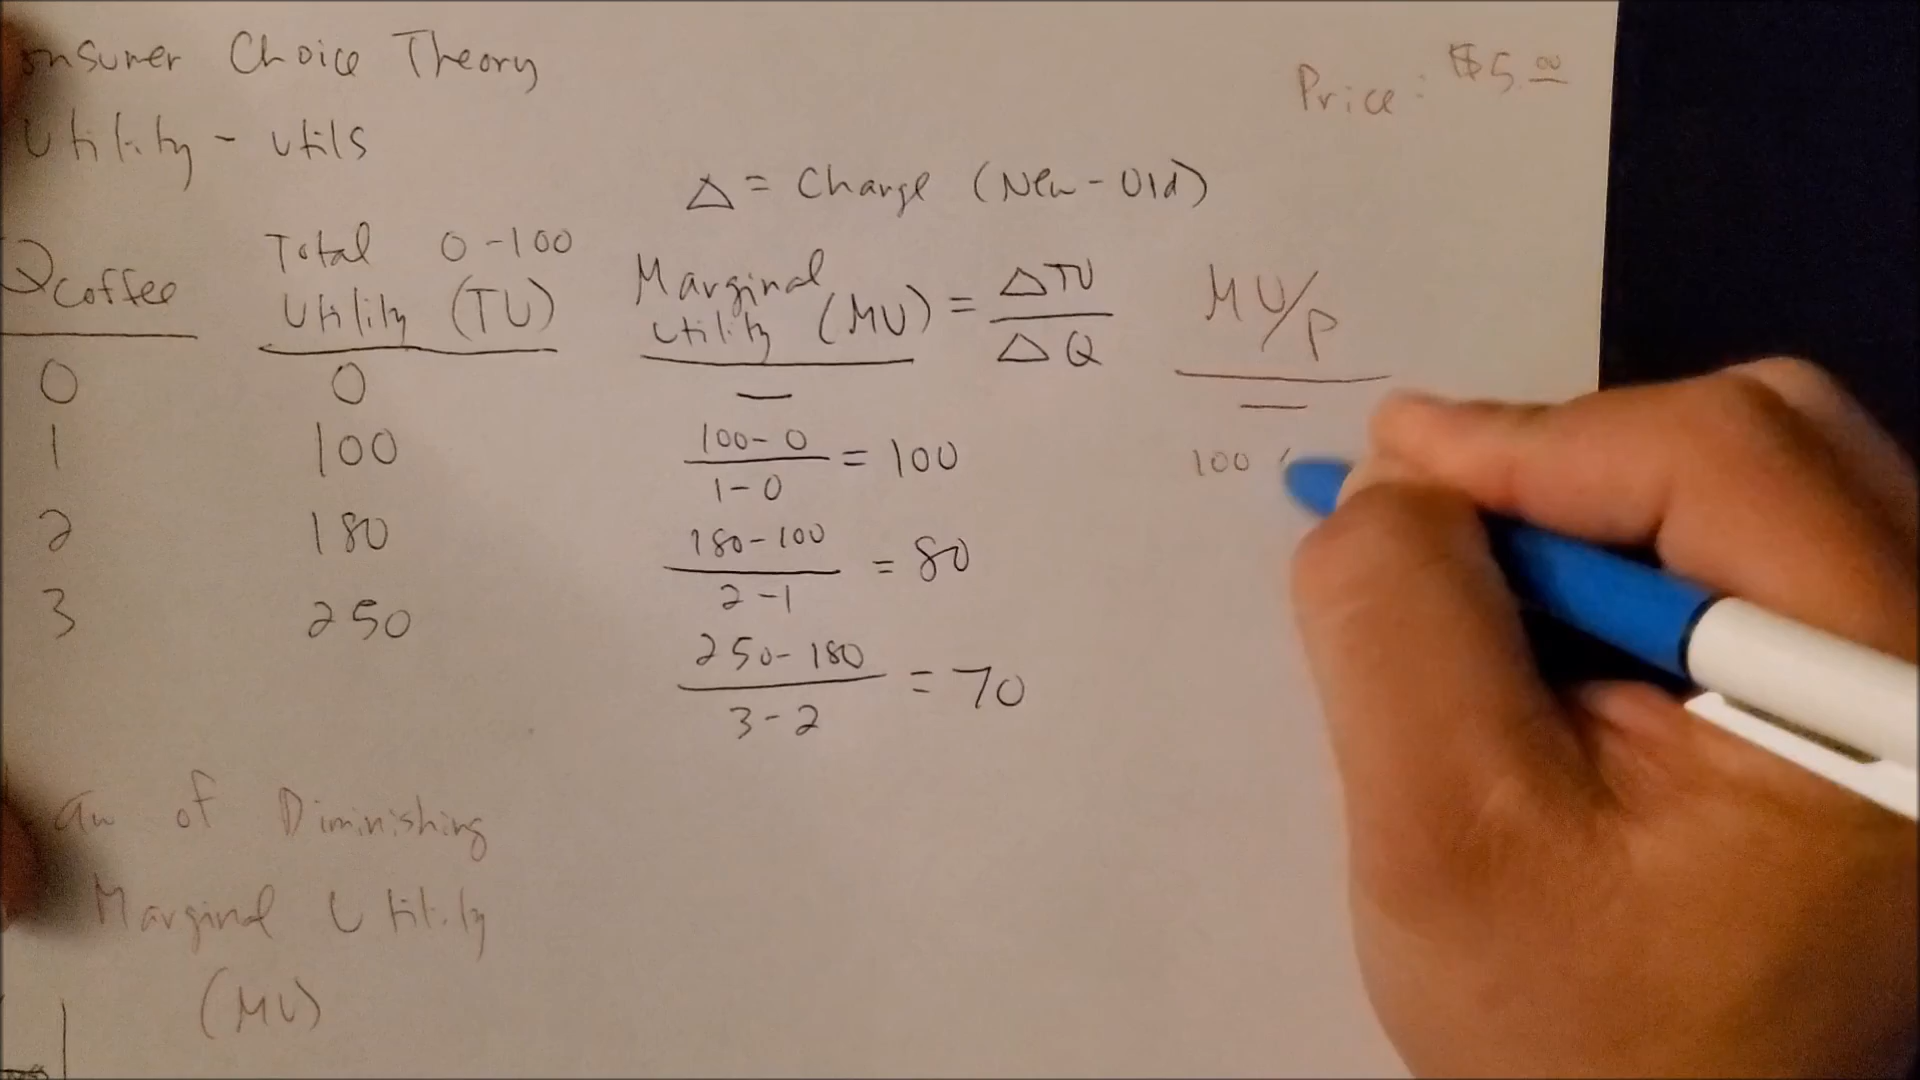 onsumer Choice Theory
Price: $5.00
Utility - utils
Δ = Change (New - Old)
Qcoffee
Total 0-100
Utility (TU)
Marginal
Utility (MU) = ΔTU / ΔQ
MU/P
0 0 — —
1 100 100-0 / 1-0 = 100 100 /
2 180 180-100 / 2-1 = 80
3 250 250-180 / 3-2 = 70
aw of Diminishing
Marginal Utility
(MU)